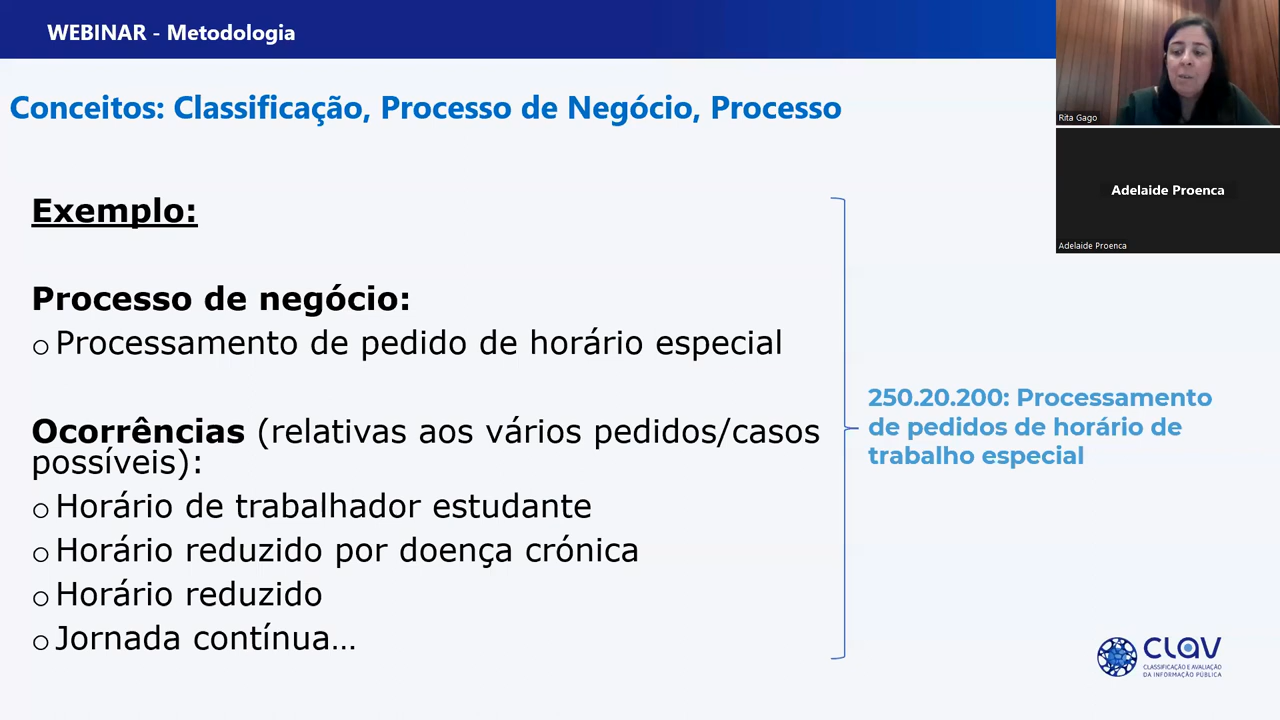 WEBINAR - Metodologia
Conceitos: Classificação, Processo de Negócio, Processo
Exemplo:
Processo de negócio:
o Processamento de pedido de horário especial
Ocorrências (relativas aos vários pedidos/casos
possíveis):
o Horário de trabalhador estudante
o Horário reduzido por doença crónica
o Horário reduzido
o Jornada contínua…
250.20.200: Processamento
de pedidos de horário de
trabalho especial
Rita Gago
Adelaide Proenca
Adelaide Proenca
CLAV
CLASSIFICAÇÃO E AVALIAÇÃO
DA INFORMAÇÃO PÚBLICA